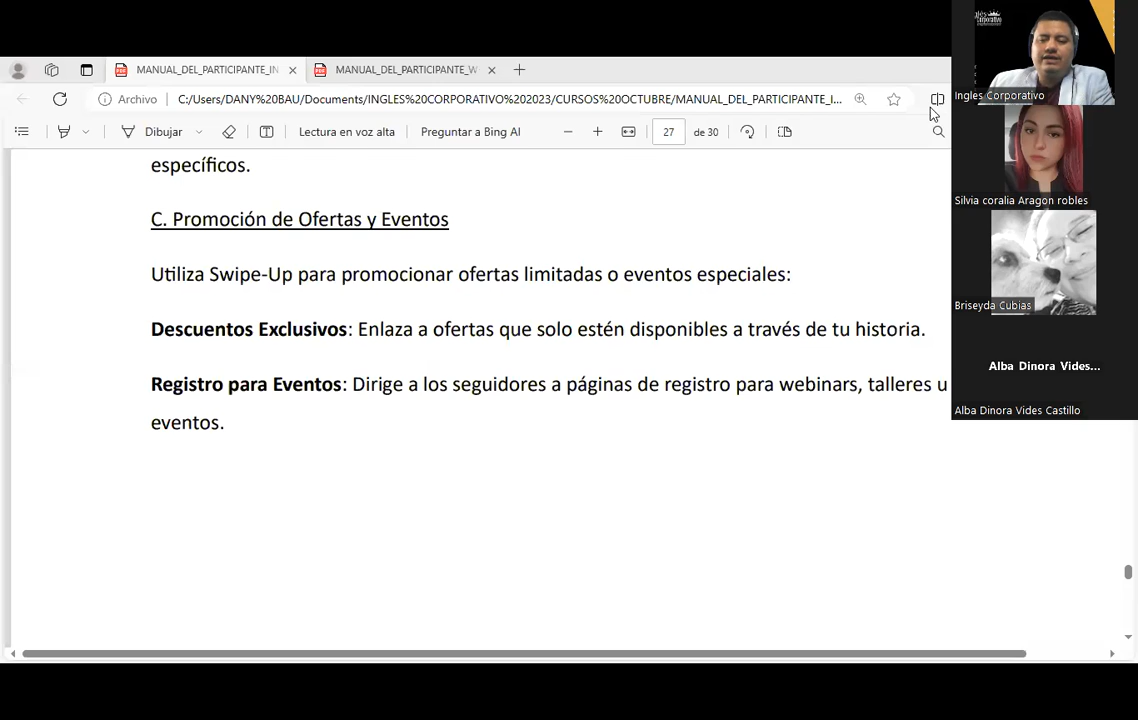 MANUAL_DEL_PARTICIPANTE_IN
MANUAL_DEL_PARTICIPANTE_W
Archivo
C:/Users/DANY%20BAU/Documents/INGLES%20CORPORATIVO%202023/CURSOS%20OCTUBRE/MANUAL_DEL_PARTICIPANTE_I...
Dibujar
Lectura en voz alta
Preguntar a Bing AI
27
de 30
específicos.
C. Promoción de Ofertas y Eventos
Utiliza Swipe-Up para promocionar ofertas limitadas o eventos especiales:
Descuentos Exclusivos: Enlaza a ofertas que solo estén disponibles a través de tu historia.
Registro para Eventos: Dirige a los seguidores a páginas de registro para webinars, talleres u
eventos.
Ingles Corporativo
Silvia coralia Aragon robles
Briseyda Cubias
Alba Dinora Vides...
Alba Dinora Vides Castillo